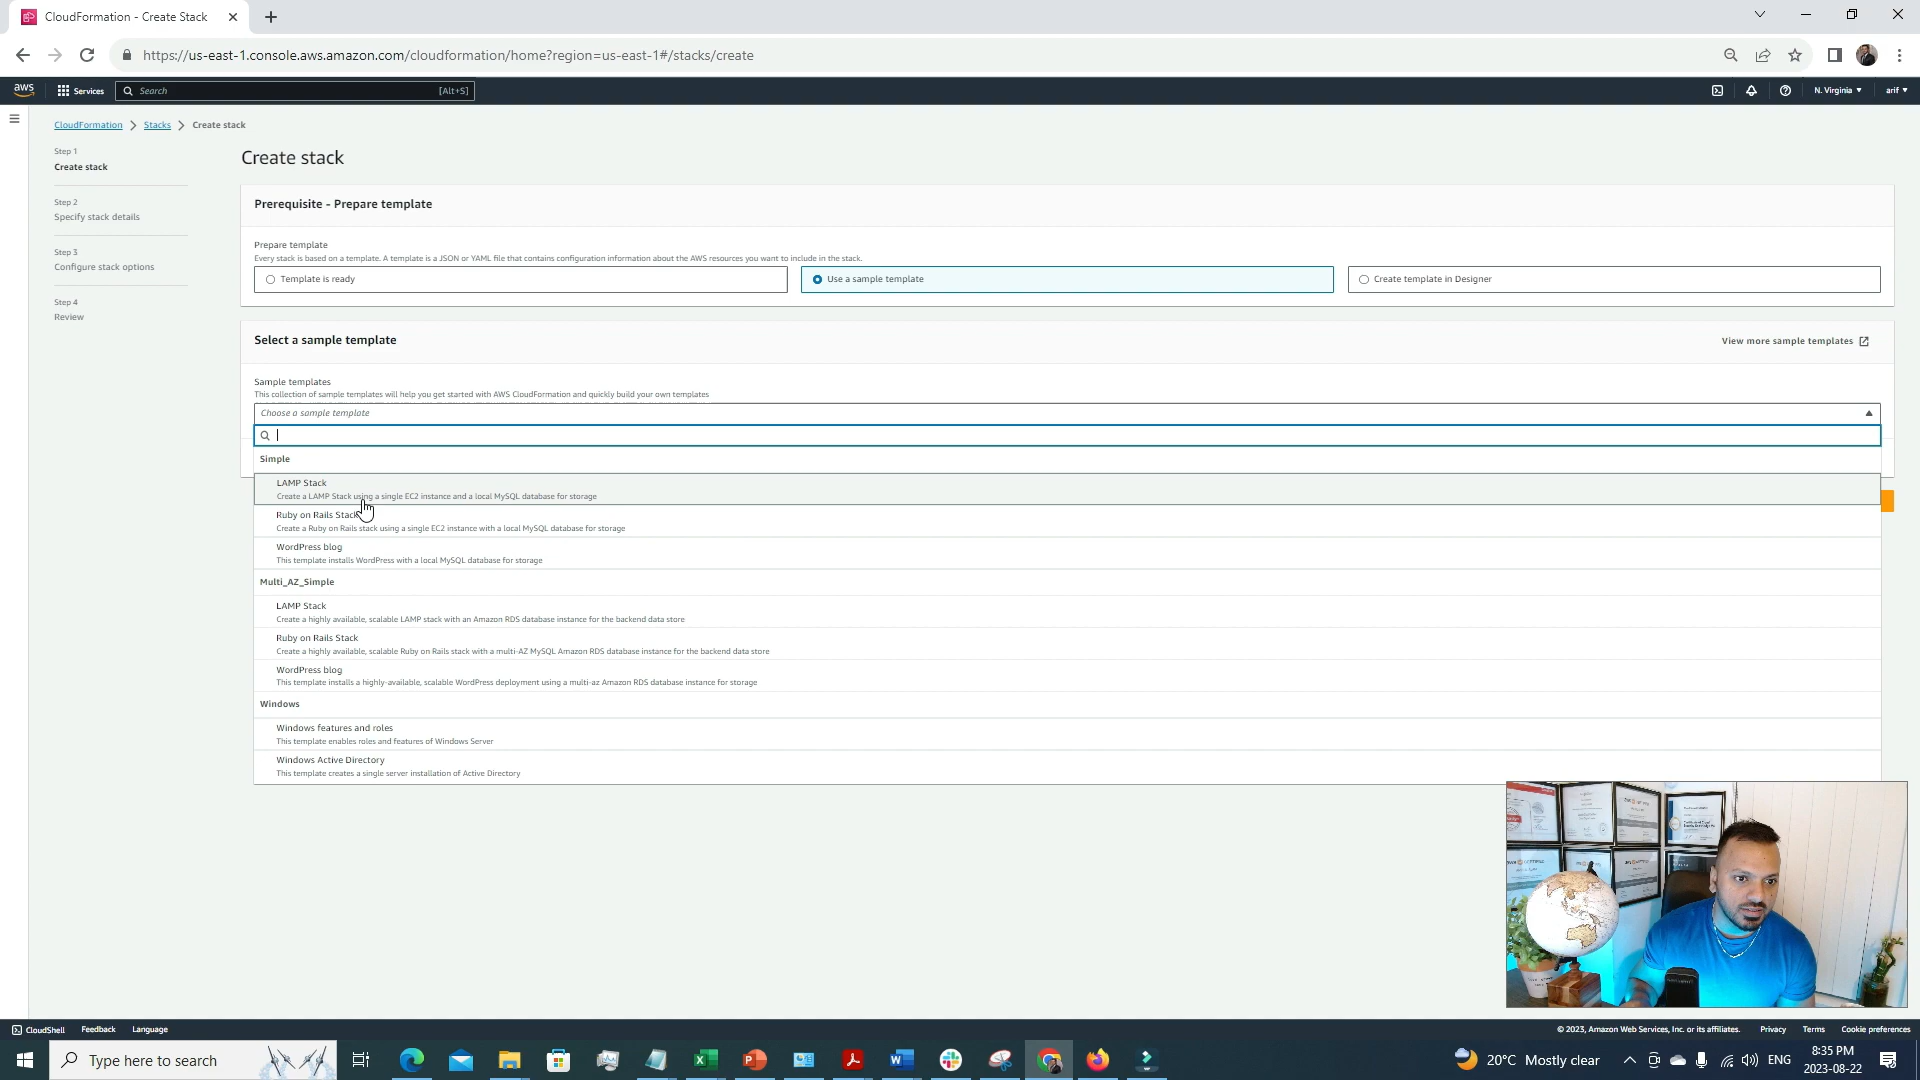 CloudFormation - Create Stack
https://us-east-1.console.aws.amazon.com/cloudformation/home?region=us-east-1#/stacks/create
aws Services Search [Alt+S] N. Virginia arif
CloudFormation > Stacks > Create stack
Step 1
Create stack
Step 2
Specify stack details
Step 3
Configure stack options
Step 4
Review
Create stack
Prerequisite - Prepare template
Prepare template
Every stack is based on a template. A template is a JSON or YAML file that contains configuration information about the AWS resources you want to include in the stack.
Template is ready
Use a sample template
Create template in Designer
Select a sample template
View more sample templates
Sample templates
This collection of sample templates will help you get started with AWS CloudFormation and quickly build your own templates
Choose a sample template
Simple
LAMP Stack
Create a LAMP Stack using a single EC2 instance and a local MySQL database for storage
Ruby on Rails Stack
Create a Ruby on Rails stack using a single EC2 instance with a local MySQL database for storage
WordPress blog
This template installs WordPress with a local MySQL database for storage
Multi_AZ_Simple
LAMP Stack
Create a highly available, scalable LAMP stack with an Amazon RDS database instance for the backend data store
Ruby on Rails Stack
Create a highly available, scalable Ruby on Rails stack with a multi-AZ MySQL Amazon RDS database instance for the backend data store
WordPress blog
This template installs a highly-available, scalable WordPress deployment using a multi-az Amazon RDS database instance for storage
Windows
Windows features and roles
This template enables roles and features of Windows Server
Windows Active Directory
This template creates a single server installation of Active Directory
CloudShell Feedback Language
© 2023, Amazon Web Services, Inc. or its affiliates. Privacy Terms Cookie preferences
Type here to search
20°C Mostly clear
ENG
8:35 PM
2023-08-22